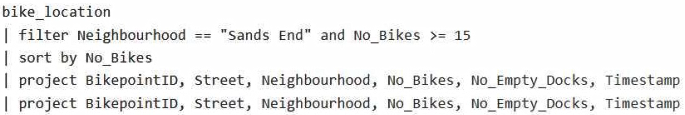 bike_location
| filter Neighbourhood == "Sands End" and No_Bikes >= 15
| sort by No_Bikes
| project BikepointID, Street, Neighbourhood, No_Bikes, No_Empty_Docks, Timestamp
| project BikepointID, Street, Neighbourhood, No_Bikes, No_Empty_Docks, Timestamp